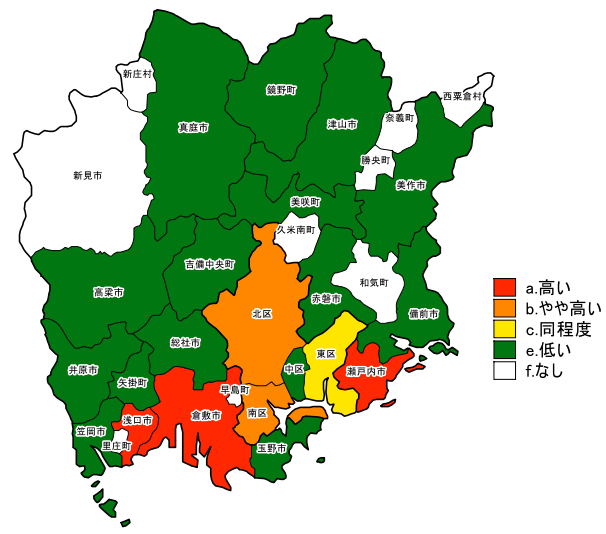 新庄村
西粟倉村
鏡野町
奈義町
真庭市
津山市
勝央町
新見市
美作市
美咲町
久米南町
吉備中央町
和気町
高梁市
赤磐市
北区
備前市
a.高い
b.やや高い
c.同程度
e.低い
f.なし
総社市
東区
井原市
中区
瀬戸内市
矢掛町
早島町
浅口市
倉敷市
南区
笠岡市
里庄町
玉野市